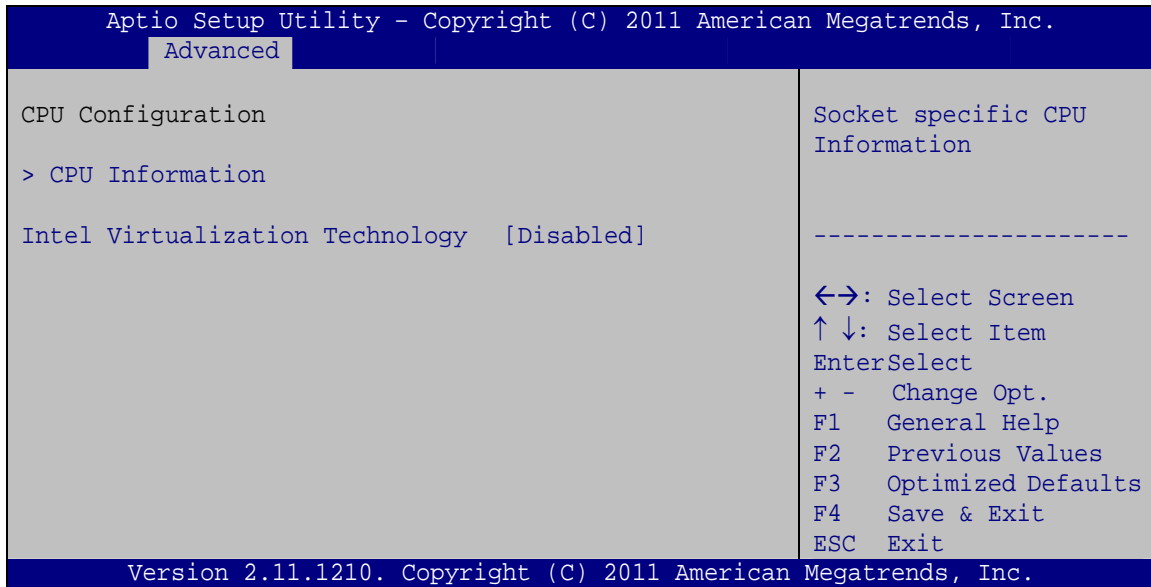 Aptio Setup Utility – Copyright (C) 2011 American Megatrends, Inc.
Advanced
CPU Configuration
> CPU Information
Intel Virtualization Technology [Disabled]
Socket specific CPU
Information
----------------------
←→: Select Screen
↑ ↓: Select Item
EnterSelect
+ - Change Opt.
F1 General Help
F2 Previous Values
F3 Optimized Defaults
F4 Save & Exit
ESC Exit
Version 2.11.1210. Copyright (C) 2011 American Megatrends, Inc.